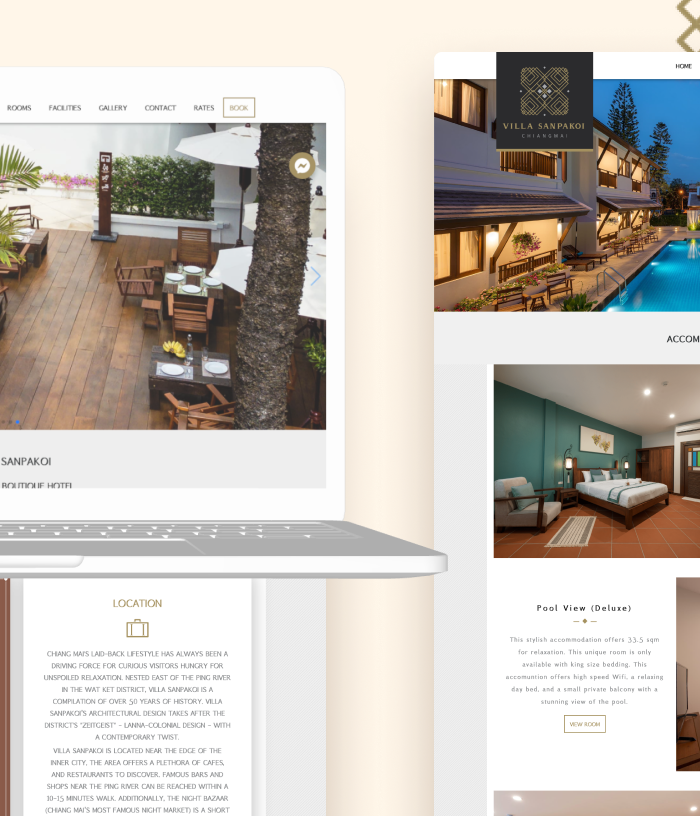 ROOMS FACILITIES GALLERY CONTACT RATES BOOK
SANPAKOI
BOUTIQUE HOTEL
LOCATION
CHIANG MAI'S LAID-BACK LIFESTYLE HAS ALWAYS BEEN A
DRIVING FORCE FOR CURIOUS VISITORS HUNGRY FOR
UNSPOILED RELAXATION. NESTED EAST OF THE PING RIVER
IN THE WAT KET DISTRICT, VILLA SANPAKOI IS A
COMPILATION OF OVER 50 YEARS OF HISTORY. VILLA
SANPAKOI'S ARCHITECTURAL DESIGN TAKES AFTER THE
DISTRICT'S "ZEITGEIST" – LANNA-COLONIAL DESIGN – WITH
A CONTEMPORARY TWIST.
VILLA SANPAKOI IS LOCATED NEAR THE EDGE OF THE
INNER CITY, THE AREA OFFERS A PLETHORA OF CAFES,
AND RESTAURANTS TO DISCOVER. FAMOUS BARS AND
SHOPS NEAR THE PING RIVER CAN BE REACHED WITHIN A
10-15 MINUTES WALK. ADDITIONALLY, THE NIGHT BAZAAR
(CHIANG MAI'S MOST FAMOUS NIGHT MARKET) IS A SHORT
HOME
VILLA SANPAKOI
CHIANGMAI
ACCOM
Pool View (Deluxe)
This stylish accommodation offers 33.5 sqm
for relaxation. This unique room is only
available with king size bedding. This
accomuntion offers high speed Wifi, a relaxing
day bed, and a small private balcony with a
stunning view of the pool.
VIEW ROOM